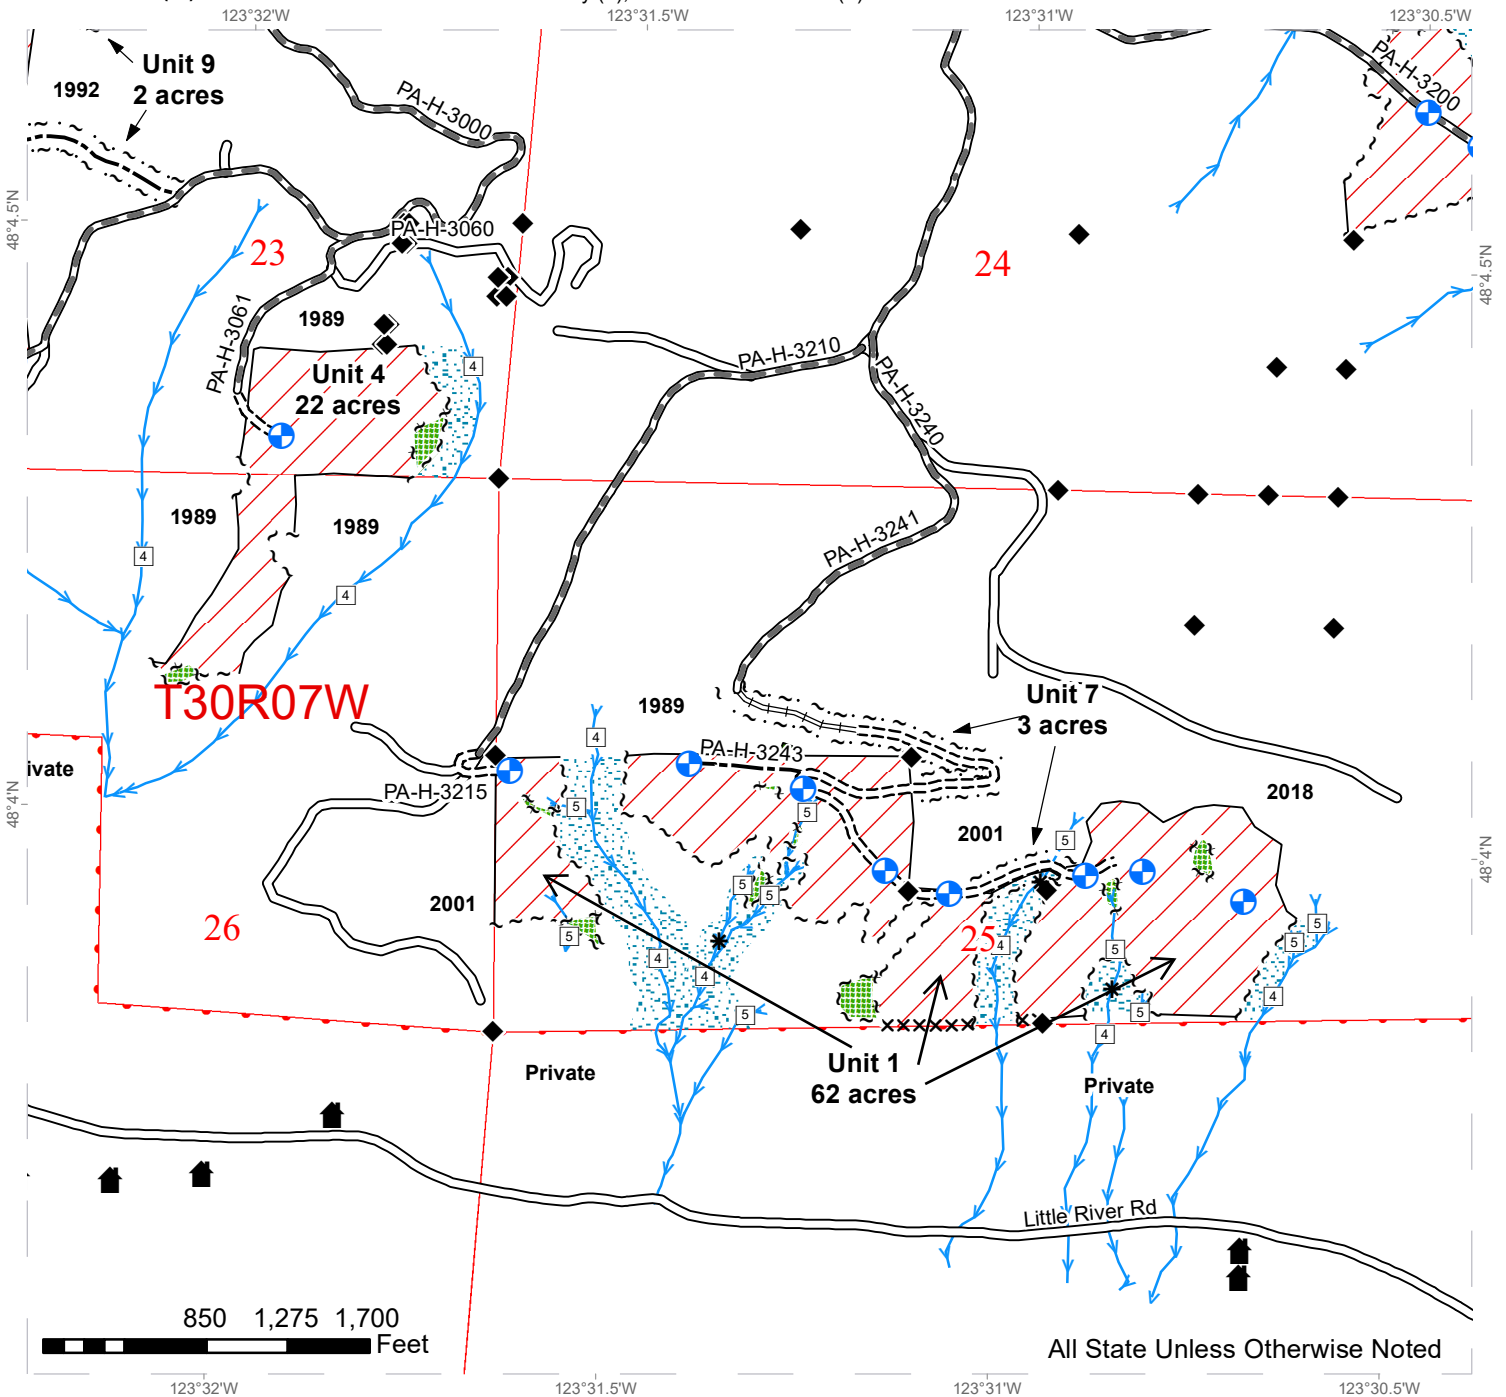 123°32'W
123°31.5'W
123°31'W
123°30.5'W
Unit 9
2 acres
1992
PA-H-3000
PA-H-3200
48°4.5'N
48°4.5'N
PA-H-3060
23
24
PA-H-3061
1989
Unit 4
22 acres
4
PA-H-3210
PA-H-3240
1989
1989
PA-H-3241
4
4
T30R07W
1989
Unit 7
3 acres
4
PA-H-3243
ivate
PA-H-3215
5
5
2018
48°4'N
48°4'N
2001
5
2001
5
5
26
25
5
5
5
5
4
4
5
4
4
5
5
4
Private
Unit 1
62 acres
Private
Little River Rd
850
1,275
1,700
Feet
All State Unless Otherwise Noted
123°32'W
123°31.5'W
123°31'W
123°30.5'W